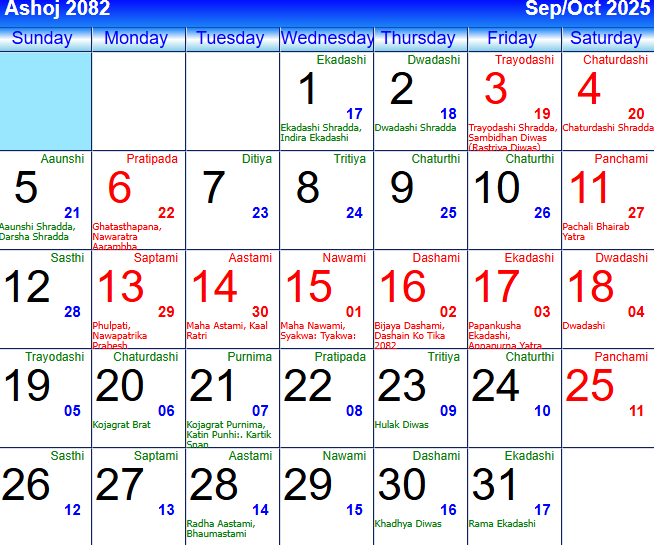 Ashoj 2082 Sep/Oct 2025
Sunday Monday Tuesday Wednesday Thursday Friday Saturday
Ekadashi Dwadashi Trayodashi Chaturdashi
1 2 3 4
17 18 19 20
Ekadashi Shradda, Dwadashi Shradda Trayodashi Shradda, Chaturdashi Shradda
Indira Ekadashi Sambidhan Diwas
(Rastriya Diwas)
Aaunshi Pratipada Ditiya Tritiya Chaturthi Chaturthi Panchami
5 6 7 8 9 10 11
21 22 23 24 25 26 27
Aaunshi Shradda, Ghatasthapana, Pachali Bhairab
Darsha Shradda Nawaratra Yatra
Aarambha
Sasthi Saptami Aastami Nawami Dashami Ekadashi Dwadashi
12 13 14 15 16 17 18
28 29 30 01 02 03 04
Phulpati, Maha Astami, Kaal Maha Nawami, Bijaya Dashami, Papankusha Dwadashi
Nawapatrika Ratri Syakwa: Tyakwa: Dashain Ko Tika Ekadashi,
Prabesh 2082 Annapurna Yatra
Trayodashi Chaturdashi Purnima Pratipada Tritiya Chaturthi Panchami
19 20 21 22 23 24 25
05 06 07 08 09 10 11
Kojagrat Brat Kojagrat Purnima, Hulak Diwas
Katin Punhi:. Kartik
Snan
Sasthi Saptami Aastami Nawami Dashami Ekadashi
26 27 28 29 30 31
12 13 14 15 16 17
Radha Aastami, Khadhya Diwas Rama Ekadashi
Bhaumastami